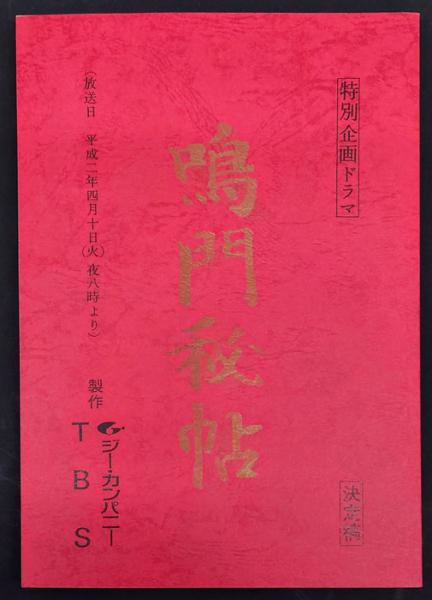 特別企画ドラマ
決定稿
鳴門秘帖
(放送日 平成二年四月十日(火)夜八時より)
製作
ジー・カンパニー
TBS